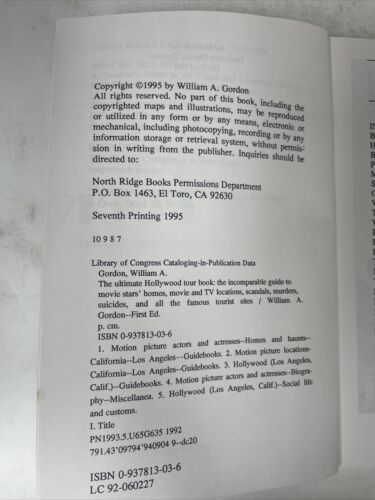 Copyright ©1995 by William A. Gordon
All rights reserved. No part of this book, including the
copyrighted maps and illustrations, may be reproduced
or utilized in any form or by any means, electronic or
mechanical, including photocopying, recording or by any
information storage or retrieval system, without permis-
sion in writing from the publisher. Inquiries should be
directed to:
North Ridge Books Permissions Department
P.O. Box 1463, El Toro, CA 92630
Seventh Printing 1995
10 9 8 7
Library of Congress Cataloging-in-Publication Data
Gordon, William A.
The ultimate Hollywood tour book: the incomparable guide to
movie stars' homes, movie and TV locations, scandals, murders,
suicides, and all the famous tourist sites / William A.
Gordon--First Ed.
p. cm.
ISBN 0-937813-03-6
1. Motion picture actors and actresses--Homes and haunts--
California--Los Angeles--Guidebooks. 2. Motion picture locations-
California--Los Angeles--Guidebooks. 3. Hollywood (Los Angeles,
Calif.)--Guidebooks. 4. Motion picture actors and actresses--Biogra-
phy--Miscellanea. 5. Hollywood (Los Angeles, Calif.)--Social life
and customs.
I. Title
PN1993.5.U65G635 1992
791.43'09794'940904 9--dc20
ISBN 0-937813-03-6
LC 92-060227